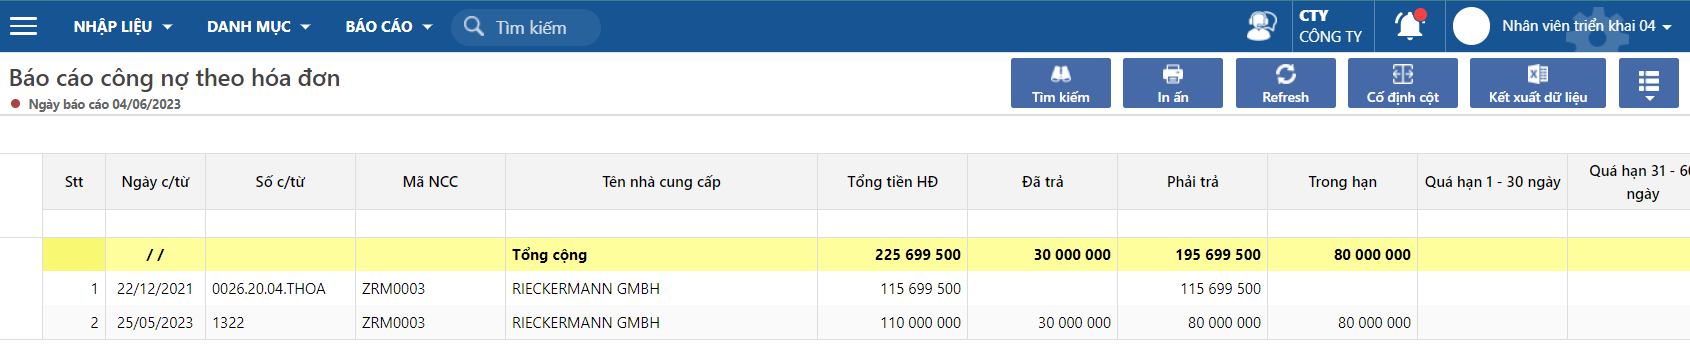 NHẬP LIỆU DANH MỤC BÁO CÁO Tìm kiếm CTY CÔNG TY Nhân viên triển khai 04
Báo cáo công nợ theo hóa đơn
Ngày báo cáo 04/06/2023
Tìm kiếm In ấn Refresh Cố định cột Kết xuất dữ liệu
Stt Ngày c/từ Số c/từ Mã NCC Tên nhà cung cấp Tổng tiền HĐ Đã trả Phải trả Trong hạn Quá hạn 1 - 30 ngày Quá hạn 31 - 60 ngày
/ / Tổng cộng 225 699 500 30 000 000 195 699 500 80 000 000
1 22/12/2021 0026.20.04.THOA ZRM0003 RIECKERMANN GMBH 115 699 500 115 699 500
2 25/05/2023 1322 ZRM0003 RIECKERMANN GMBH 110 000 000 30 000 000 80 000 000 80 000 000